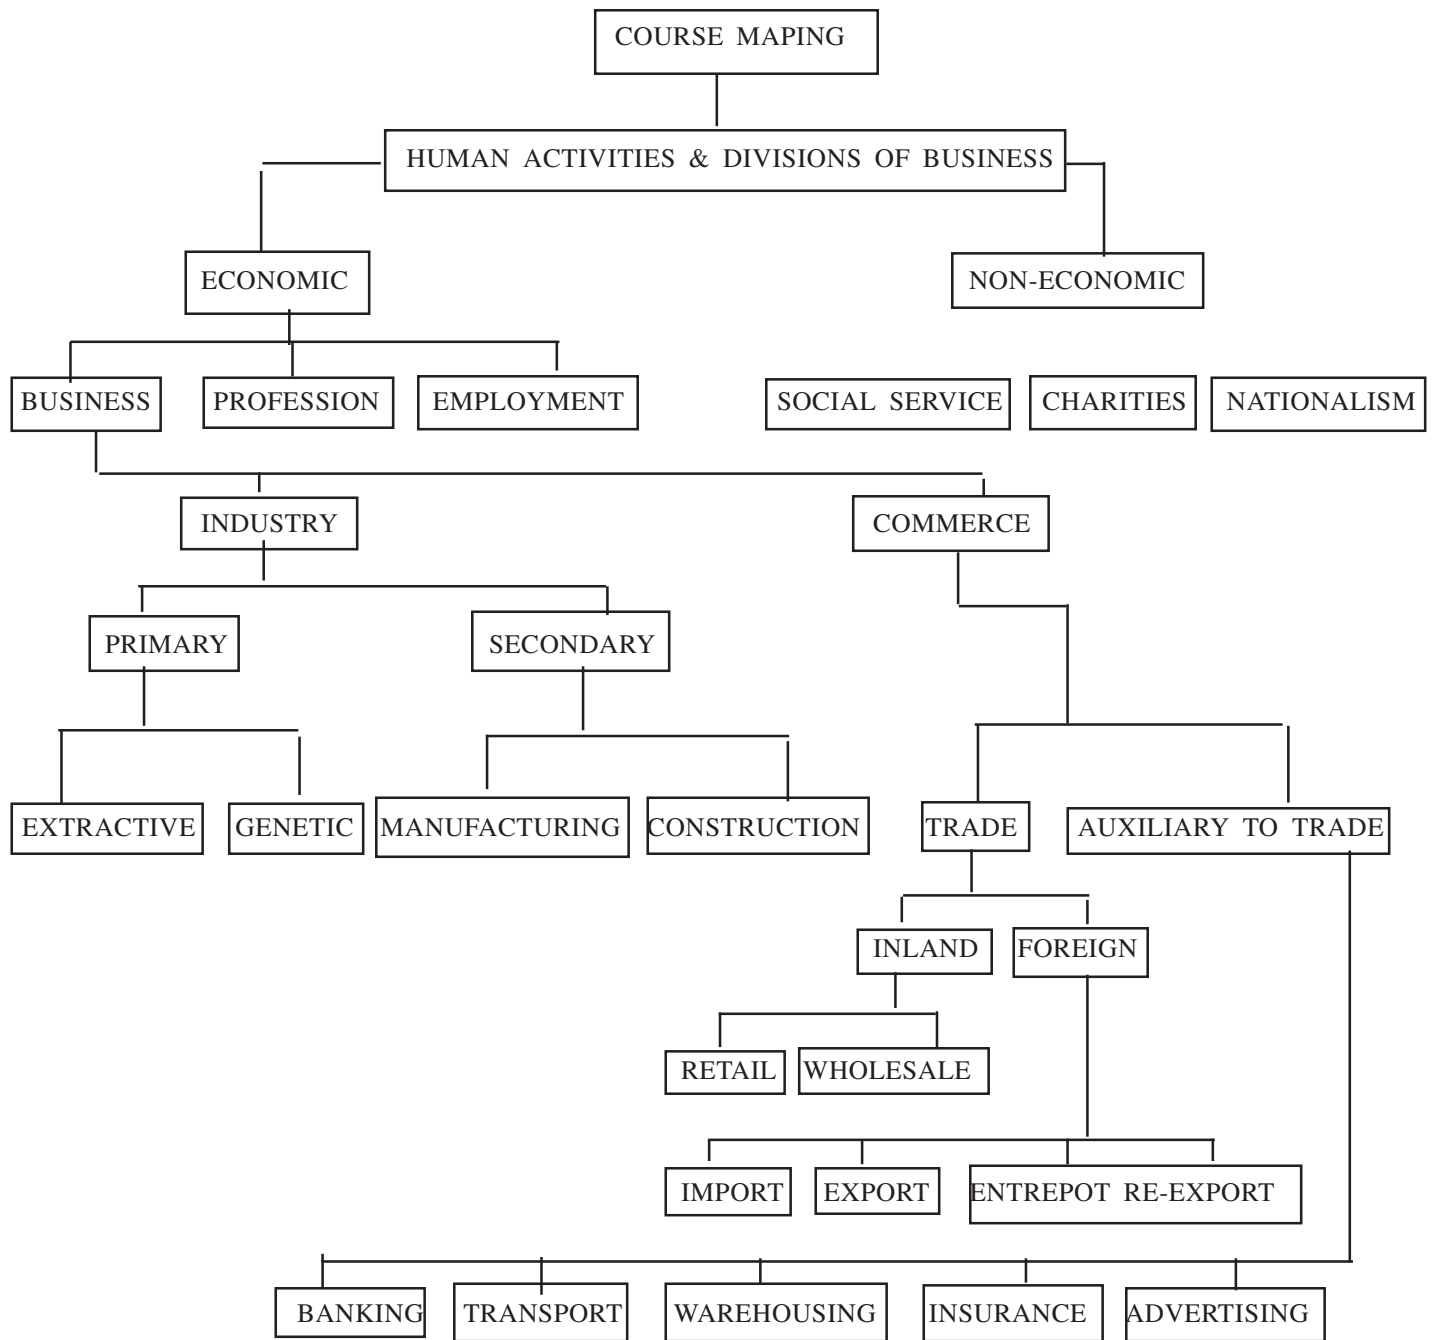 COURSE MAPING
HUMAN ACTIVITIES & DIVISIONS OF BUSINESS
ECONOMIC
NON-ECONOMIC
BUSINESS
PROFESSION
EMPLOYMENT
SOCIAL SERVICE
CHARITIES
NATIONALISM
INDUSTRY
COMMERCE
PRIMARY
SECONDARY
EXTRACTIVE
GENETIC
MANUFACTURING
CONSTRUCTION
TRADE
AUXILIARY TO TRADE
INLAND
FOREIGN
RETAIL
WHOLESALE
IMPORT
EXPORT
ENTREPOT RE-EXPORT
BANKING
TRANSPORT
WAREHOUSING
INSURANCE
ADVERTISING